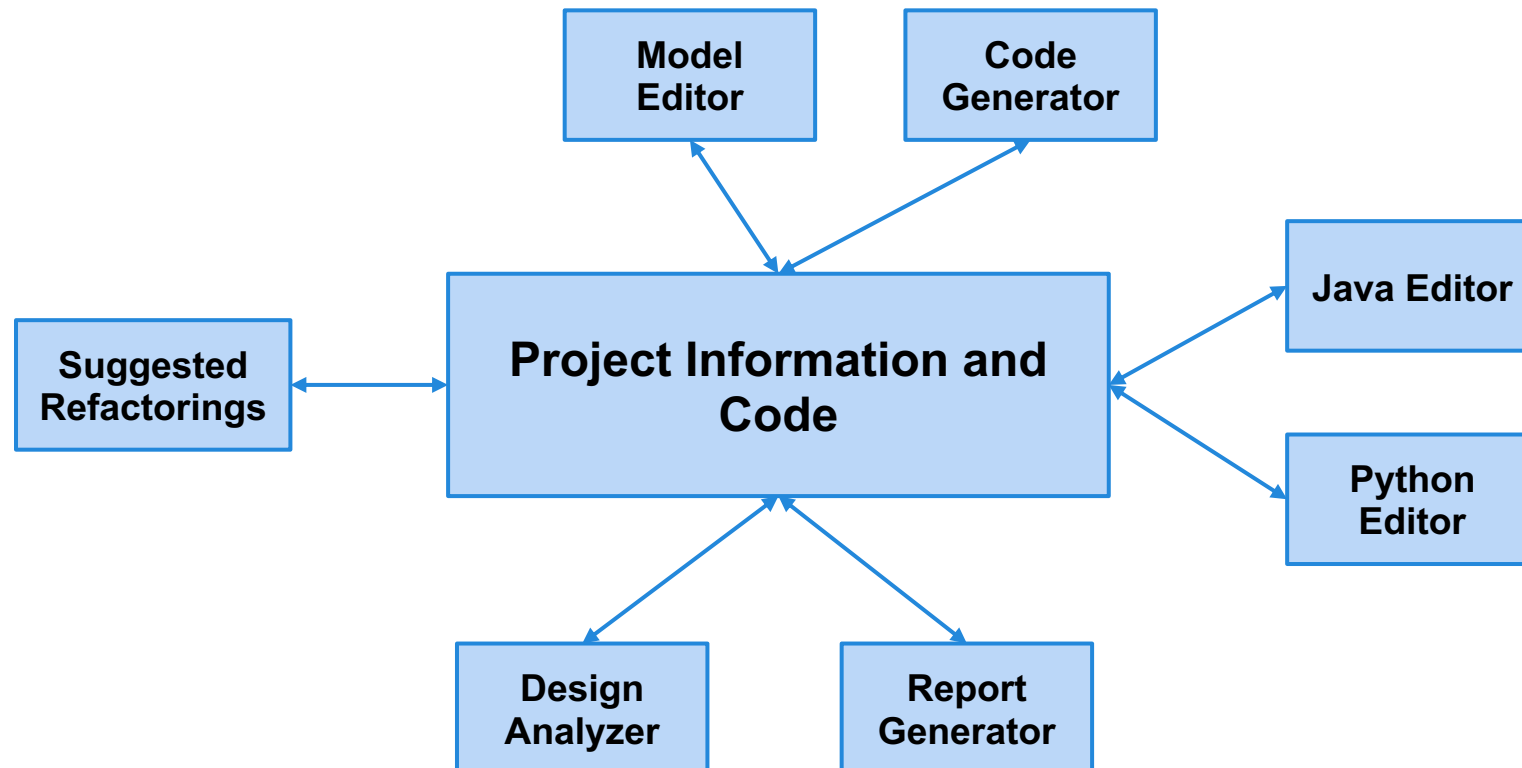 Model
Editor
Code
Generator
Java Editor
Suggested
Refactorings
Project Information and
Code
Python
Editor
Design
Analyzer
Report
Generator